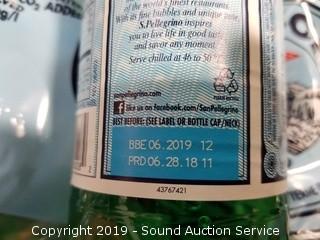 of the world's finest restaurants.
With its fine bubbles and unique taste
S.Pellegrino inspires
you to live life in good taste
and savor any moment.
Serve chilled at 46 to 50°
sanpellegrino.com
like us on facebook.com/SanPellegrino
BEST BEFORE: (SEE LABEL OR BOTTLE CAP/NECK)
BBE 06.2019 12
PRD 06.28.18 11
43767421
Copyright 2019 - Sound Auction Service